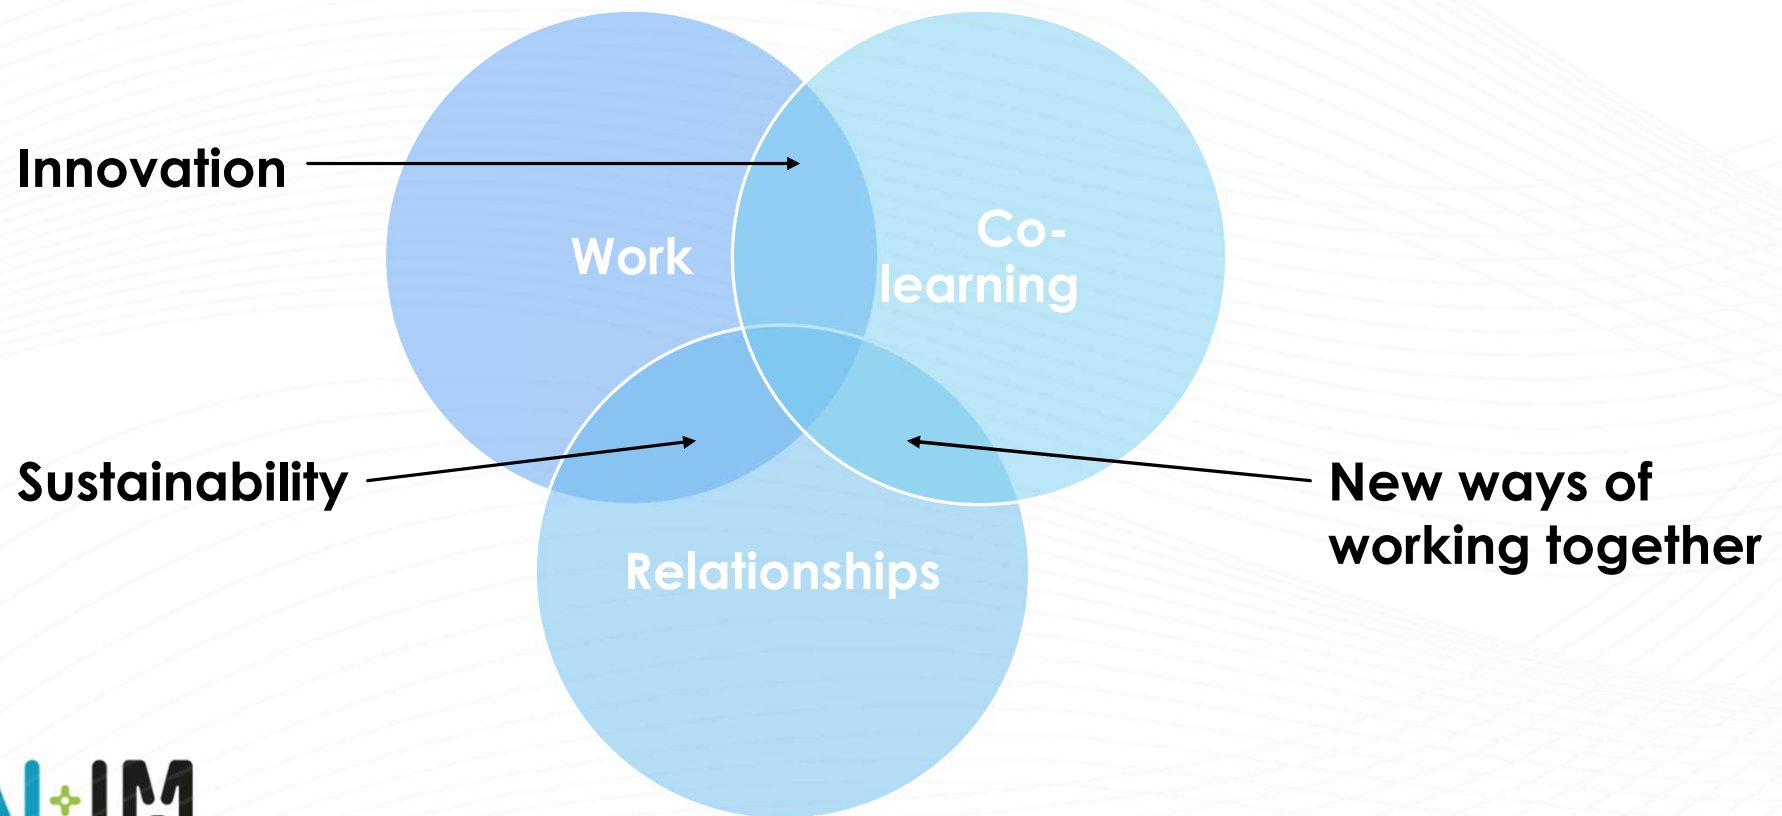 Innovation
Work
Co-
learning
Sustainability
New ways of
working together
Relationships